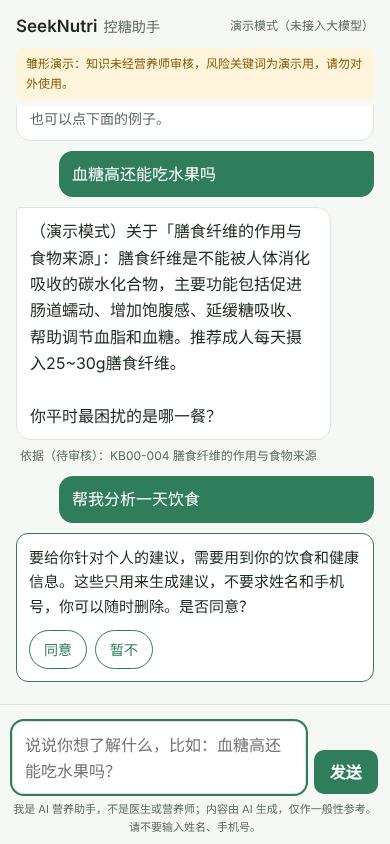 SeekNutri 控糖助手
演示模式（未接入大模型）
雏形演示：知识未经营养师审核，风险关键词为演示用，请勿对
外使用。
也可以点下面的例子。
血糖高还能吃水果吗
（演示模式）关于「膳食纤维的作用与
食物来源」：膳食纤维是不能被人体消化
吸收的碳水化合物，主要功能包括促进
肠道蠕动、增加饱腹感、延缓糖吸收、
帮助调节血脂和血糖。推荐成人每天摄
入25~30g膳食纤维。
你平时最困扰的是哪一餐？
依据（待审核）：KB00-004 膳食纤维的作用与食物来源
帮我分析一天饮食
要给你针对个人的建议，需要用到你的饮食和健康
信息。这些只用来生成建议，不要求姓名和手机
号，你可以随时删除。是否同意？
同意
暂不
说说你想了解什么，比如：血糖高还
能吃水果吗？
发送
我是 AI 营养助手，不是医生或营养师；内容由 AI 生成，仅作一般性参考。
请不要输入姓名、手机号。